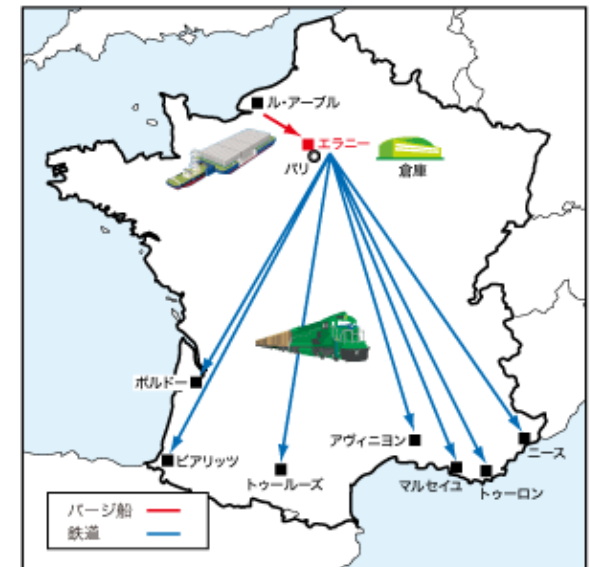 ル・アーブル
エラニー
パリ
倉庫
ボルドー
ビアリッツ
トゥールーズ
アヴィニヨン
マルセイユ
トゥーロン
ニース
バージ船
鉄道